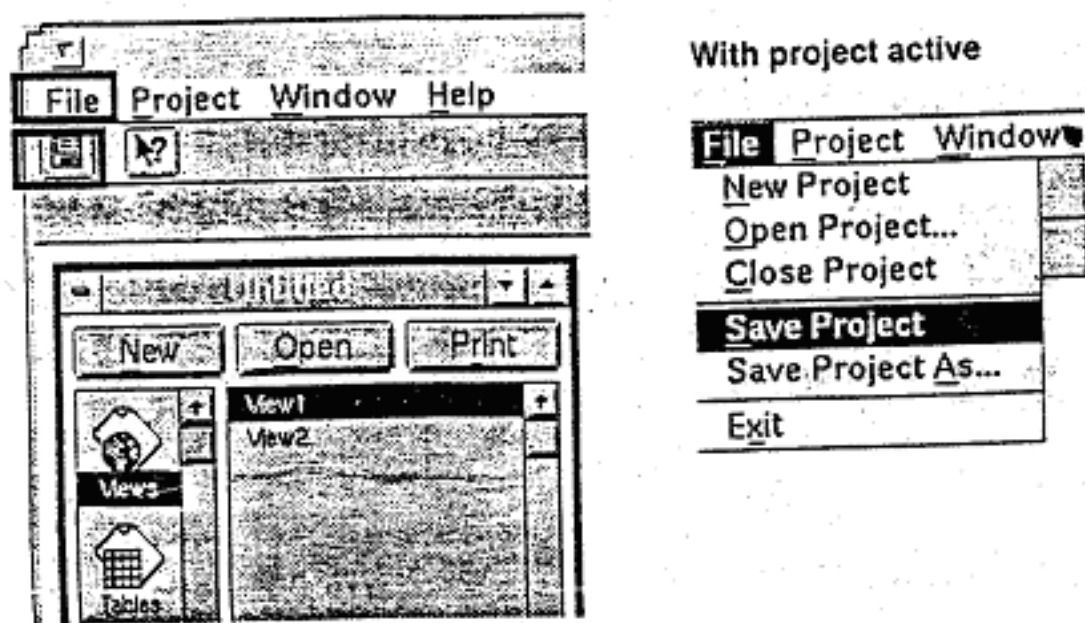 File Project Window Help
?
Untitled
New Open Print
View1
View2
Views
Tables
With project active
File Project Window
New Project
Open Project...
Close Project
Save Project
Save Project As...
Exit